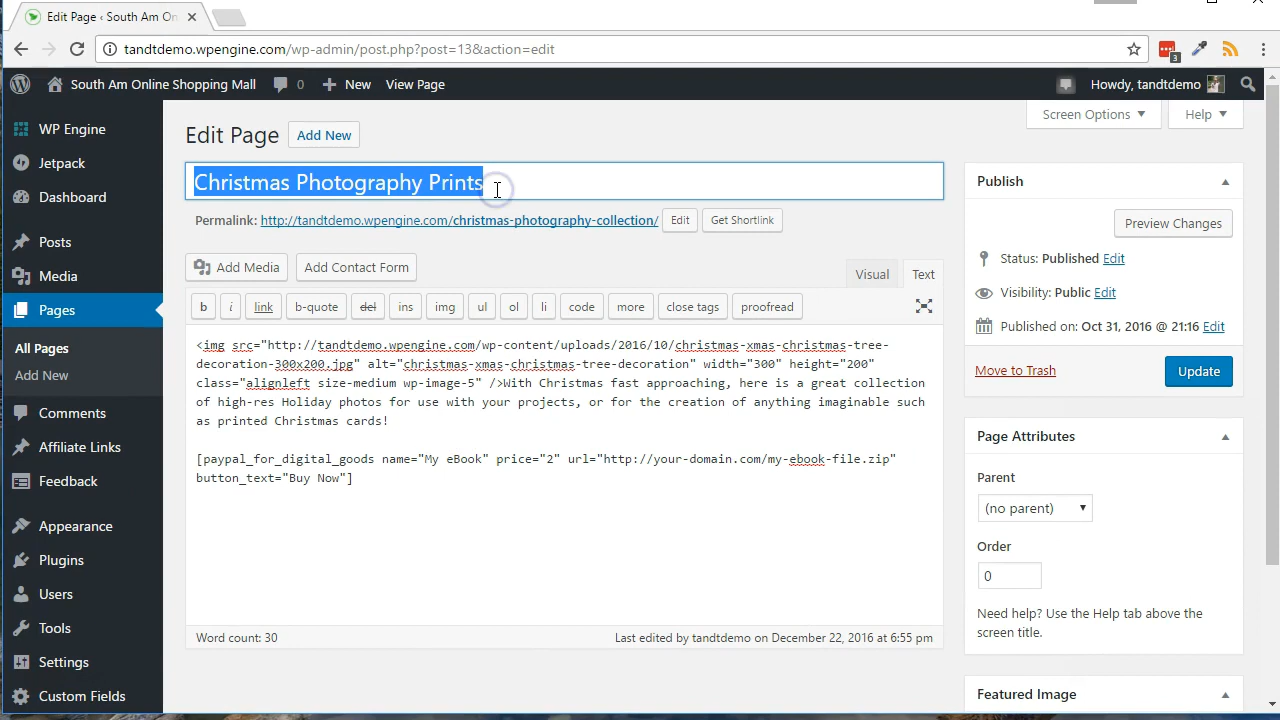 Edit Page ‹ South Am On
tandtdemo.wpengine.com/wp-admin/post.php?post=13&action=edit
3
South Am Online Shopping Mall
0
New
View Page
Howdy, tandtdemo
WP Engine
Jetpack
Dashboard
Posts
Media
Pages
All Pages
Add New
Comments
Affiliate Links
Feedback
Appearance
Plugins
Users
Tools
Settings
Custom Fields
Screen Options
Help
Edit Page
Add New
Christmas Photography Prints
Permalink: http://tandtdemo.wpengine.com/christmas-photography-collection/ Edit Get Shortlink
Add Media
Add Contact Form
Visual
Text
b i link b-quote del ins img ul ol li code more close tags proofread
<img src="http://tandtdemo.wpengine.com/wp-content/uploads/2016/10/christmas-xmas-christmas-tree-
decoration-300x200.jpg" alt="christmas-xmas-christmas-tree-decoration" width="300" height="200"
class="alignleft size-medium wp-image-5" />With Christmas fast approaching, here is a great collection
of high-res Holiday photos for use with your projects, or for the creation of anything imaginable such
as printed Christmas cards!
[paypal_for_digital_goods name="My eBook" price="2" url="http://your-domain.com/my-ebook-file.zip"
button_text="Buy Now"]
Word count: 30
Last edited by tandtdemo on December 22, 2016 at 6:55 pm
Publish
Preview Changes
Status: Published Edit
Visibility: Public Edit
Published on: Oct 31, 2016 @ 21:16 Edit
Move to Trash
Update
Page Attributes
Parent
(no parent)
Order
0
Need help? Use the Help tab above the
screen title.
Featured Image